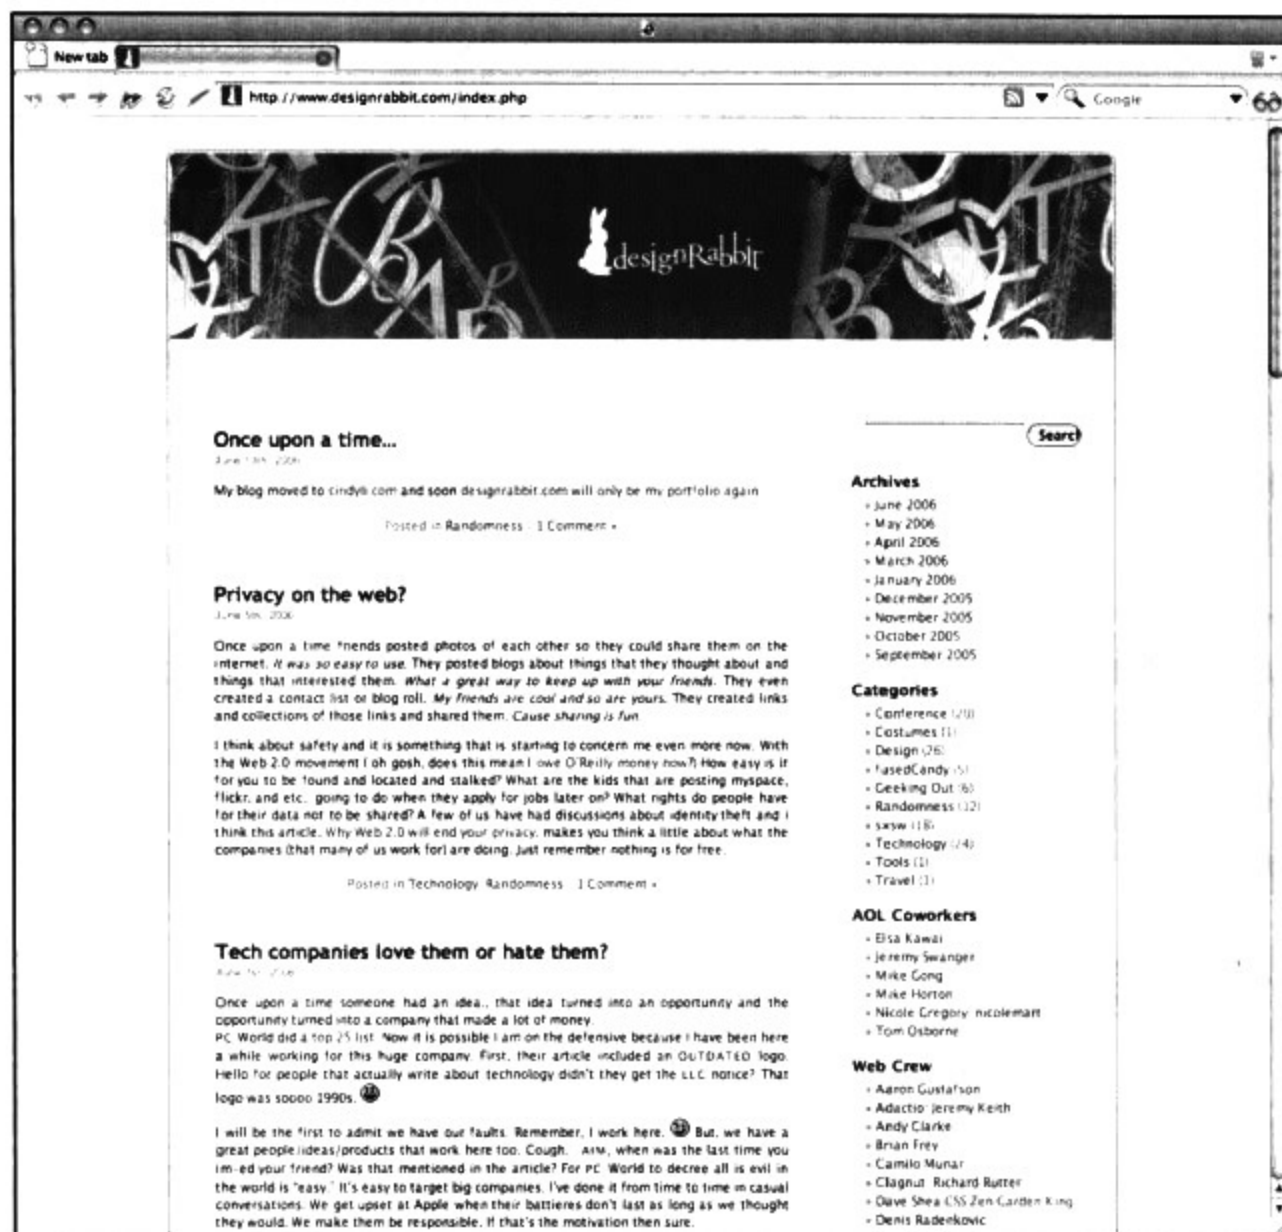 New tab
http://www.designrabbit.com/index.php
Google
designRabbit
Once upon a time...
My blog moved to cindyli.com and soon designrabbit.com will only be my portfolio again
Posted in Randomness 1 Comment »
Privacy on the web?
June 5th, 2006
Once upon a time friends posted photos of each other so they could share them on the
internet. It was so easy to use. They posted blogs about things that they thought about and
things that interested them. What a great way to keep up with your friends. They even
created a contact list or blog roll. My friends are cool and so are yours. They created links
and collections of those links and shared them. Cause sharing is fun.
I think about safety and it is something that is starting to concern me even more now. With
the Web 2.0 movement ( oh gosh, does this mean I owe O'Reilly money now?) How easy is it
for you to be found and located and stalked? What are the kids that are posting myspace,
flickr, and etc.. going to do when they apply for jobs later on? What rights do people have
for their data not to be shared? A few of us have had discussions about identity theft and i
think this article, Why Web 2.0 will end your privacy, makes you think a little about what the
companies (that many of us work for) are doing. Just remember nothing is for free.
Posted in Technology Randomness 1 Comment »
Tech companies love them or hate them?
Once upon a time someone had an idea.. that idea turned into an opportunity and the
opportunity turned into a company that made a lot of money.
PC World did a top 25 list. Now it is possible I am on the defensive because I have been here
a while working for this huge company. First, their article included an OUTDATED logo.
Hello for people that actually write about technology didn't they get the LLC notice? That
logo was soooo 1990s.
I will be the first to admit we have our faults. Remember, I work here. But, we have a
great people/ideas/products that work here too. Cough. AIM, when was the last time you
im-ed your friend? Was that mentioned in the article? For PC World to decree all is evil in
the world is "easy." It's easy to target big companies. I've done it from time to time in casual
conversations. We get upset at Apple when their battieres don't last as long as we thought
they would. We make them be responsible. If that's the motivation then sure.
Search
Archives
» June 2006
» May 2006
» April 2006
» March 2006
» January 2006
» December 2005
» November 2005
» October 2005
» September 2005
Categories
» Conference (20)
» Costumes (1)
» Design (26)
» fusedCandy (5)
» Geeking Out (6)
» Randomness (32)
» sxsw (18)
» Technology (24)
» Tools (1)
» Travel (1)
AOL Coworkers
» Elsa Kawai
» Jeremy Swanger
» Mike Gong
» Mike Horton
» Nicole Gregory nicolemart
» Tom Osborne
Web Crew
» Aaron Gustafson
» Adactio: Jeremy Keith
» Andy Clarke
» Brian Frey
» Camilo Munar
» Clagnut: Richard Rutter
» Dave Shea CSS Zen Garden King
» Denis Radenkovic